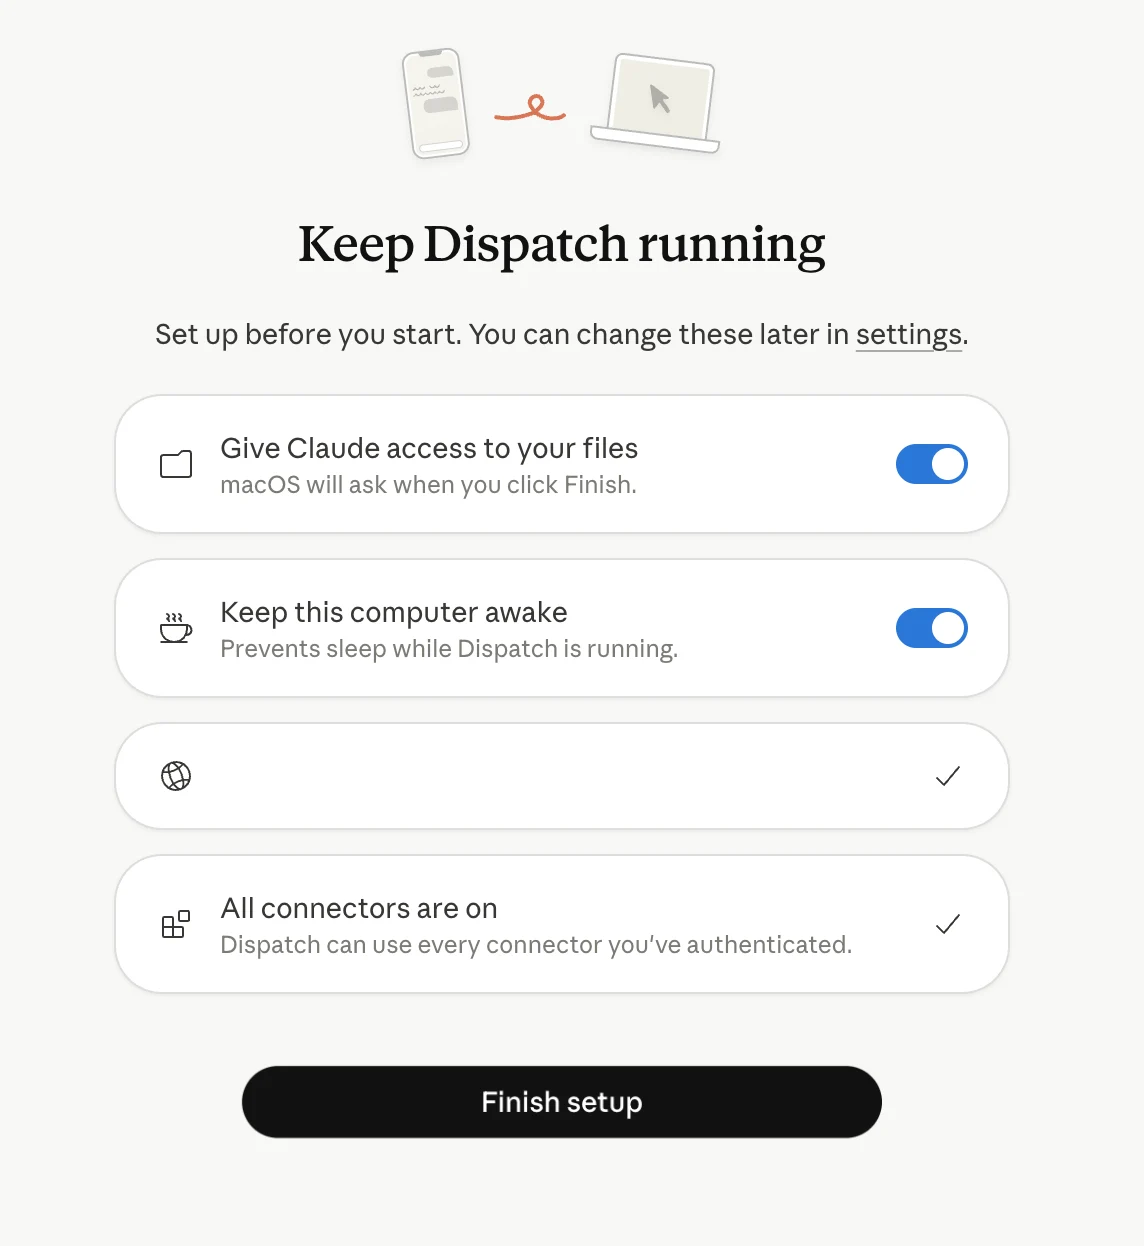 Keep Dispatch running
Set up before you start. You can change these later in settings.
Give Claude access to your files
macOS will ask when you click Finish.
Keep this computer awake
Prevents sleep while Dispatch is running.
All connectors are on
Dispatch can use every connector you've authenticated.
Finish setup